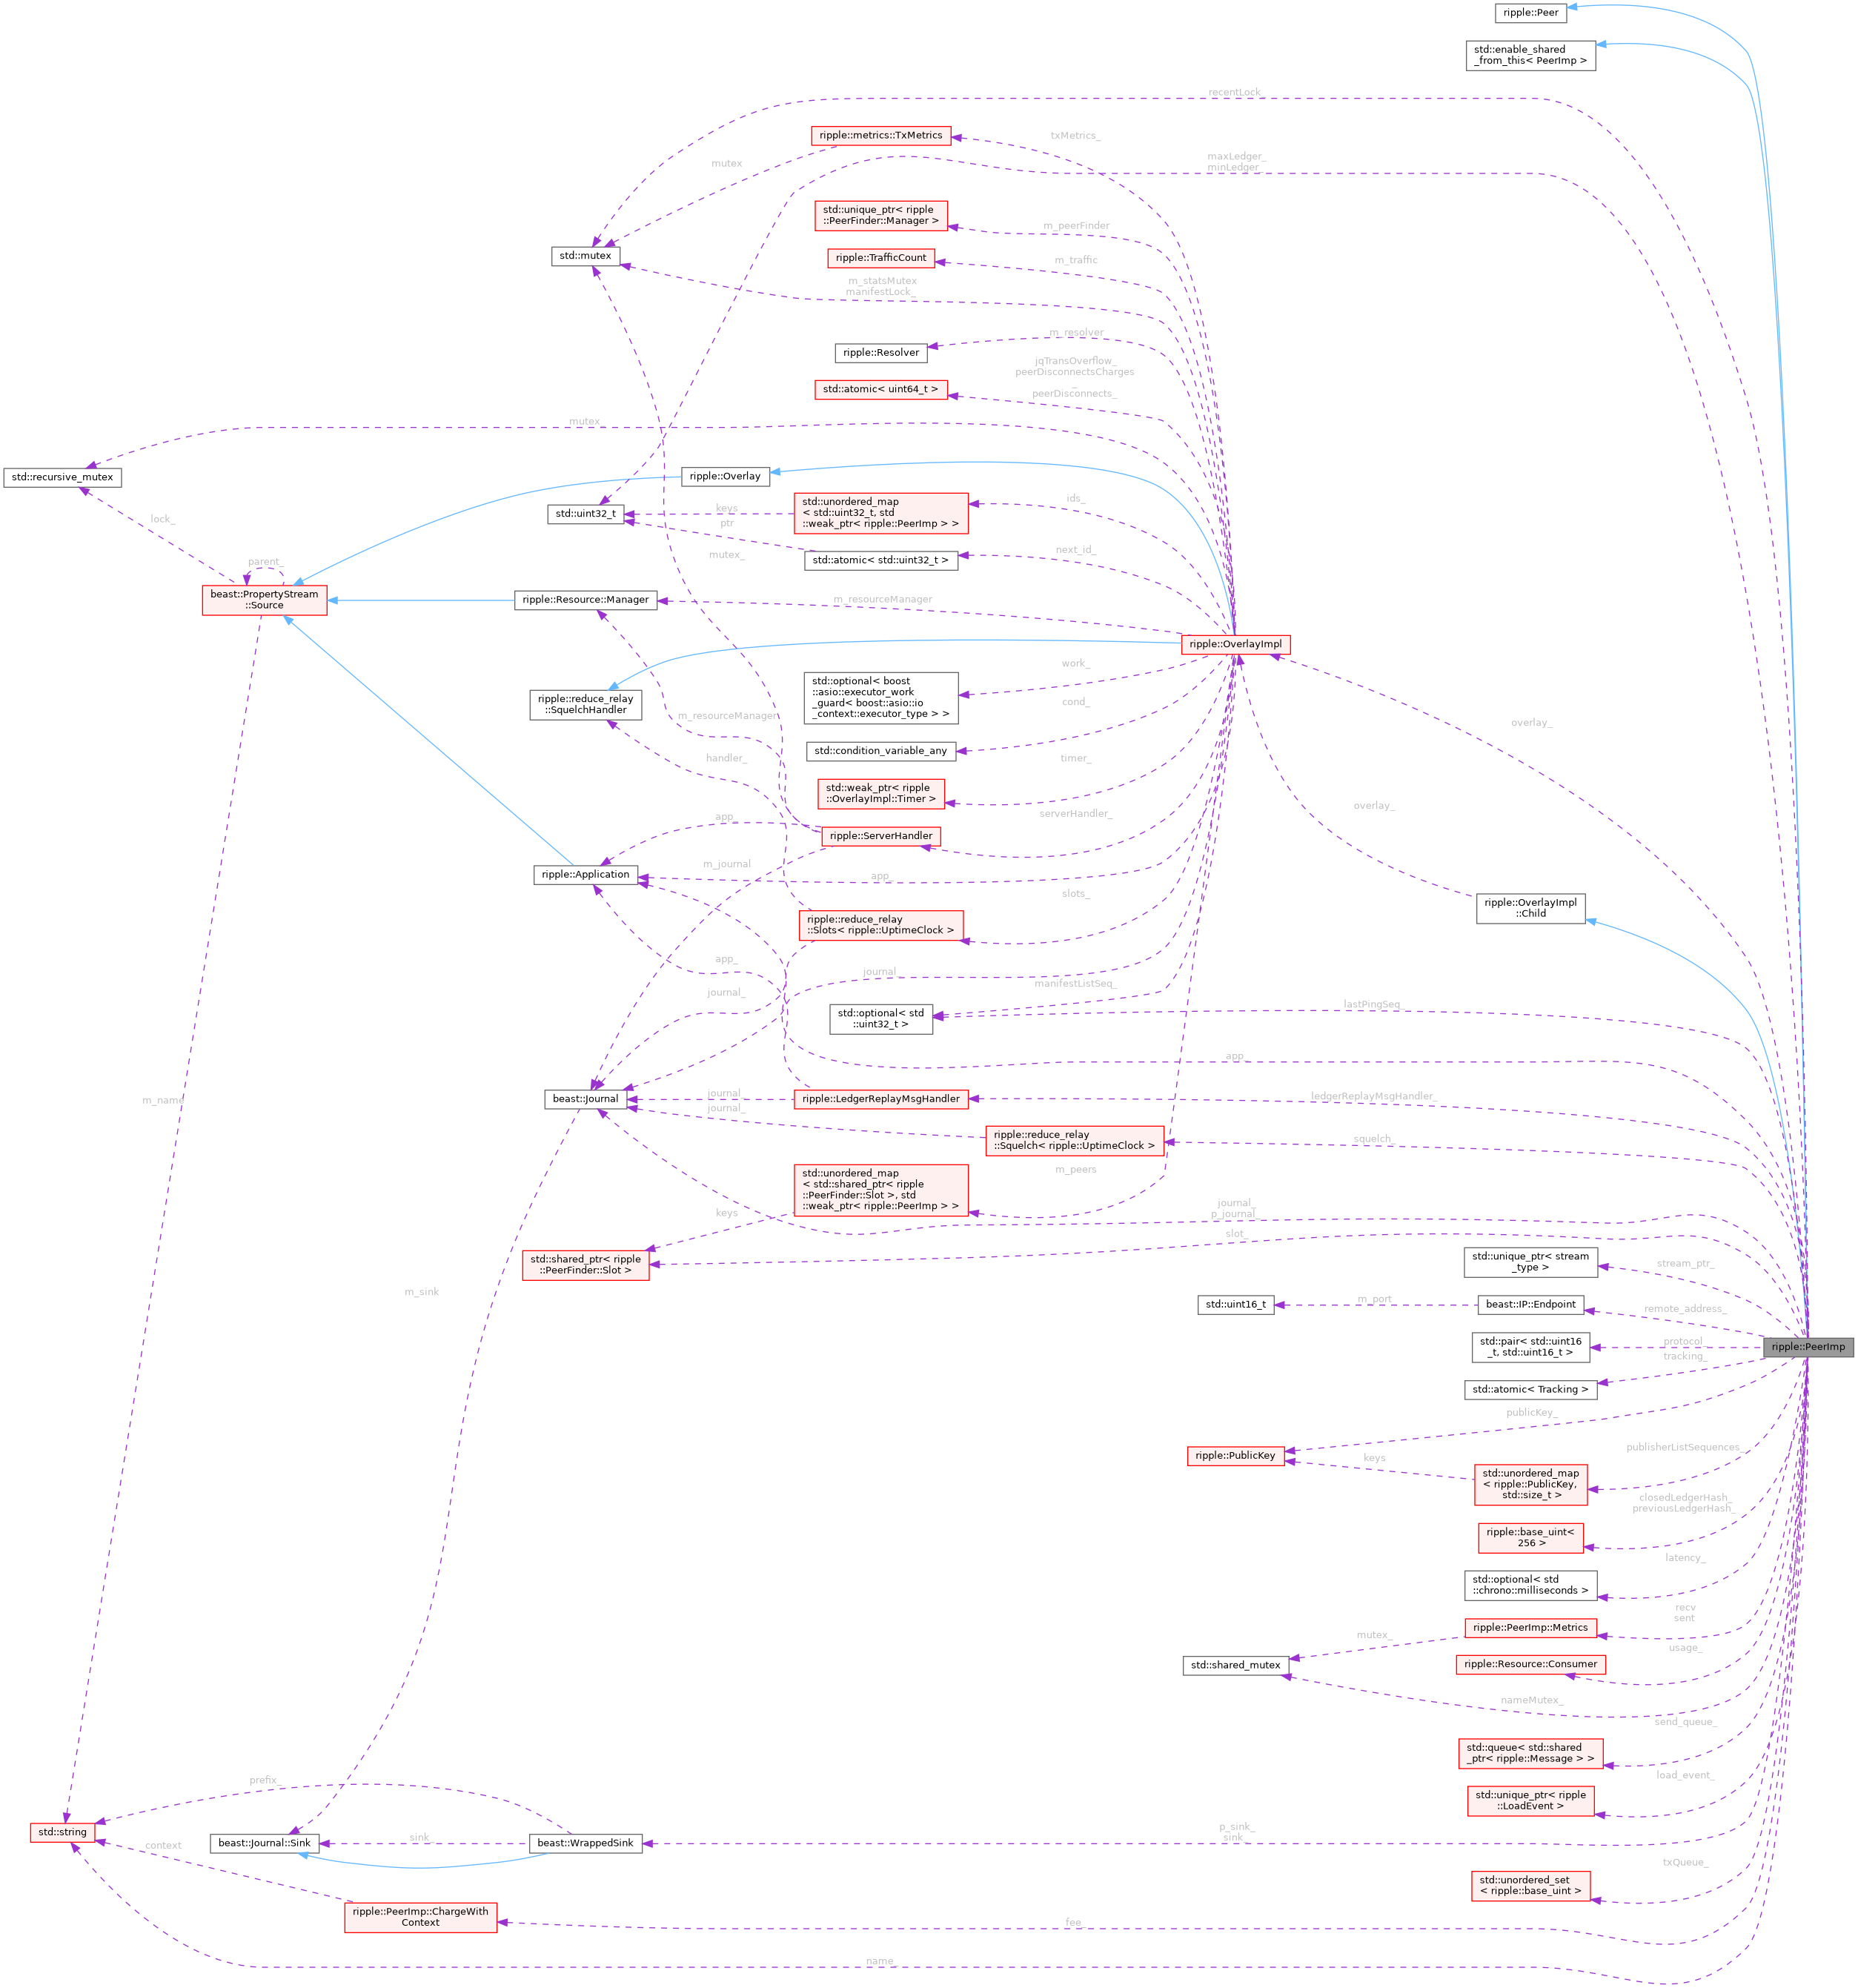 ripple::Peer
std::enable_shared
_from_this< PeerImp >
recentLock_
ripple::metrics::TxMetrics
txMetrics_
mutex
maxLedger_
minLedger_
std::unique_ptr< ripple
::PeerFinder::Manager >
m_peerFinder
std::mutex
ripple::TrafficCount
m_traffic
m_statsMutex
manifestLock_
ripple::Resolver
m_resolver
jqTransOverflow_
peerDisconnectsCharges
_
peerDisconnects_
std::atomic< uint64_t >
mutex_
std::recursive_mutex
ripple::Overlay
std::uint32_t
keys
ptr
std::unordered_map
< std::uint32_t, std
::weak_ptr< ripple::PeerImp > >
ids_
lock_
std::atomic< std::uint32_t >
next_id_
mutex_
parent_
beast::PropertyStream
::Source
ripple::Resource::Manager
m_resourceManager
ripple::OverlayImpl
ripple::reduce_relay
::SquelchHandler
std::optional< boost
::asio::executor_work
_guard< boost::asio::io
_context::executor_type > >
work_
cond_
m_resourceManager
overlay_
std::condition_variable_any
handler_
timer_
std::weak_ptr< ripple
::OverlayImpl::Timer >
overlay_
app_
ripple::ServerHandler
serverHandler_
m_journal
ripple::Application
app_
slots_
ripple::reduce_relay
::Slots< ripple::UptimeClock >
ripple::OverlayImpl
::Child
app_
journal_
journal_
manifestListSeq_
std::optional< std
::uint32_t >
lastPingSeq_
app_
beast::Journal
journal_
journal_
ripple::LedgerReplayMsgHandler
ledgerReplayMsgHandler_
m_name
ripple::reduce_relay
::Squelch< ripple::UptimeClock >
squelch_
m_peers
std::unordered_map
< std::shared_ptr< ripple
::PeerFinder::Slot >, std
::weak_ptr< ripple::PeerImp > >
keys
journal_
p_journal_
slot_
std::shared_ptr< ripple
::PeerFinder::Slot >
std::unique_ptr< stream
_type >
stream_ptr_
m_sink
std::uint16_t
m_port
beast::IP::Endpoint
remote_address_
std::pair< std::uint16
_t, std::uint16_t >
protocol_
ripple::PeerImp
tracking_
std::atomic< Tracking >
publicKey_
ripple::PublicKey
keys
std::unordered_map
< ripple::PublicKey,
std::size_t >
publisherListSequences_
closedLedgerHash_
previousLedgerHash_
ripple::base_uint<
256 >
latency_
std::optional< std
::chrono::milliseconds >
recv
sent
ripple::PeerImp::Metrics
mutex_
std::shared_mutex
ripple::Resource::Consumer
usage_
nameMutex_
send_queue_
std::queue< std::shared
_ptr< ripple::Message > >
load_event_
std::unique_ptr< ripple
::LoadEvent >
prefix_
std::string
beast::Journal::Sink
sink_
beast::WrappedSink
p_sink_
sink_
context
txQueue_
std::unordered_set
< ripple::base_uint >
ripple::PeerImp::ChargeWith
Context
fee_
name_